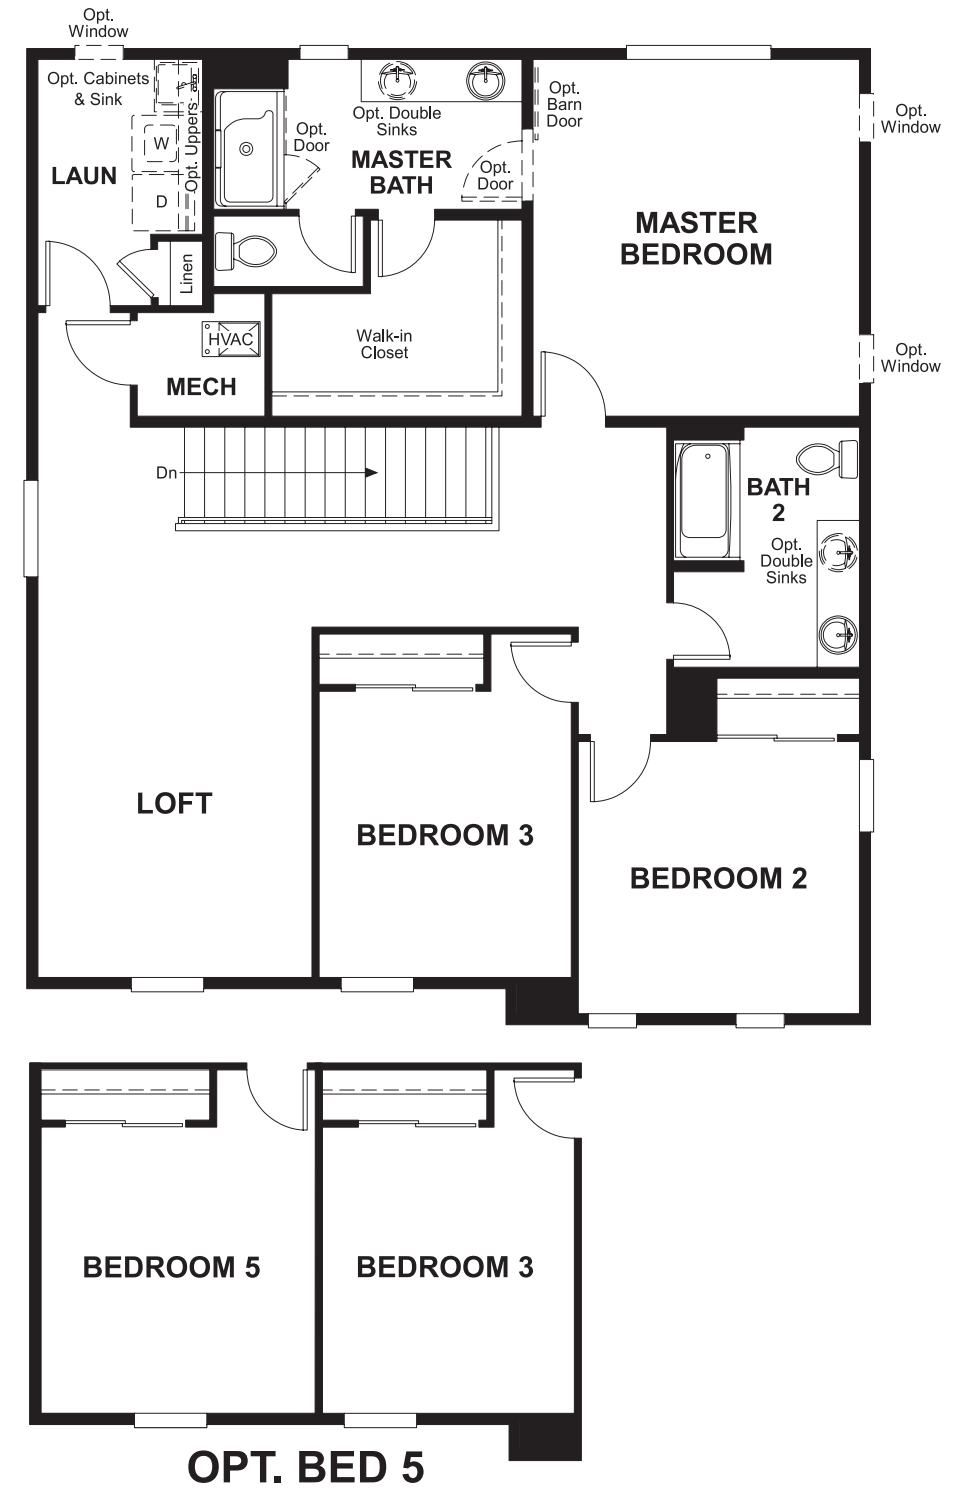 Opt.
Window
Opt. Cabinets
& Sink
Opt. Uppers
W
D
LAUN
Linen
Opt.
Door
Opt. Double
Sinks
MASTER
BATH
Opt.
Door
Opt.
Barn
Door
Opt.
Window
MASTER
BEDROOM
HVAC
MECH
Walk-in
Closet
Opt.
Window
Dn
BATH
2
Opt.
Double
Sinks
LOFT
BEDROOM 3
BEDROOM 2
BEDROOM 5
BEDROOM 3
OPT. BED 5